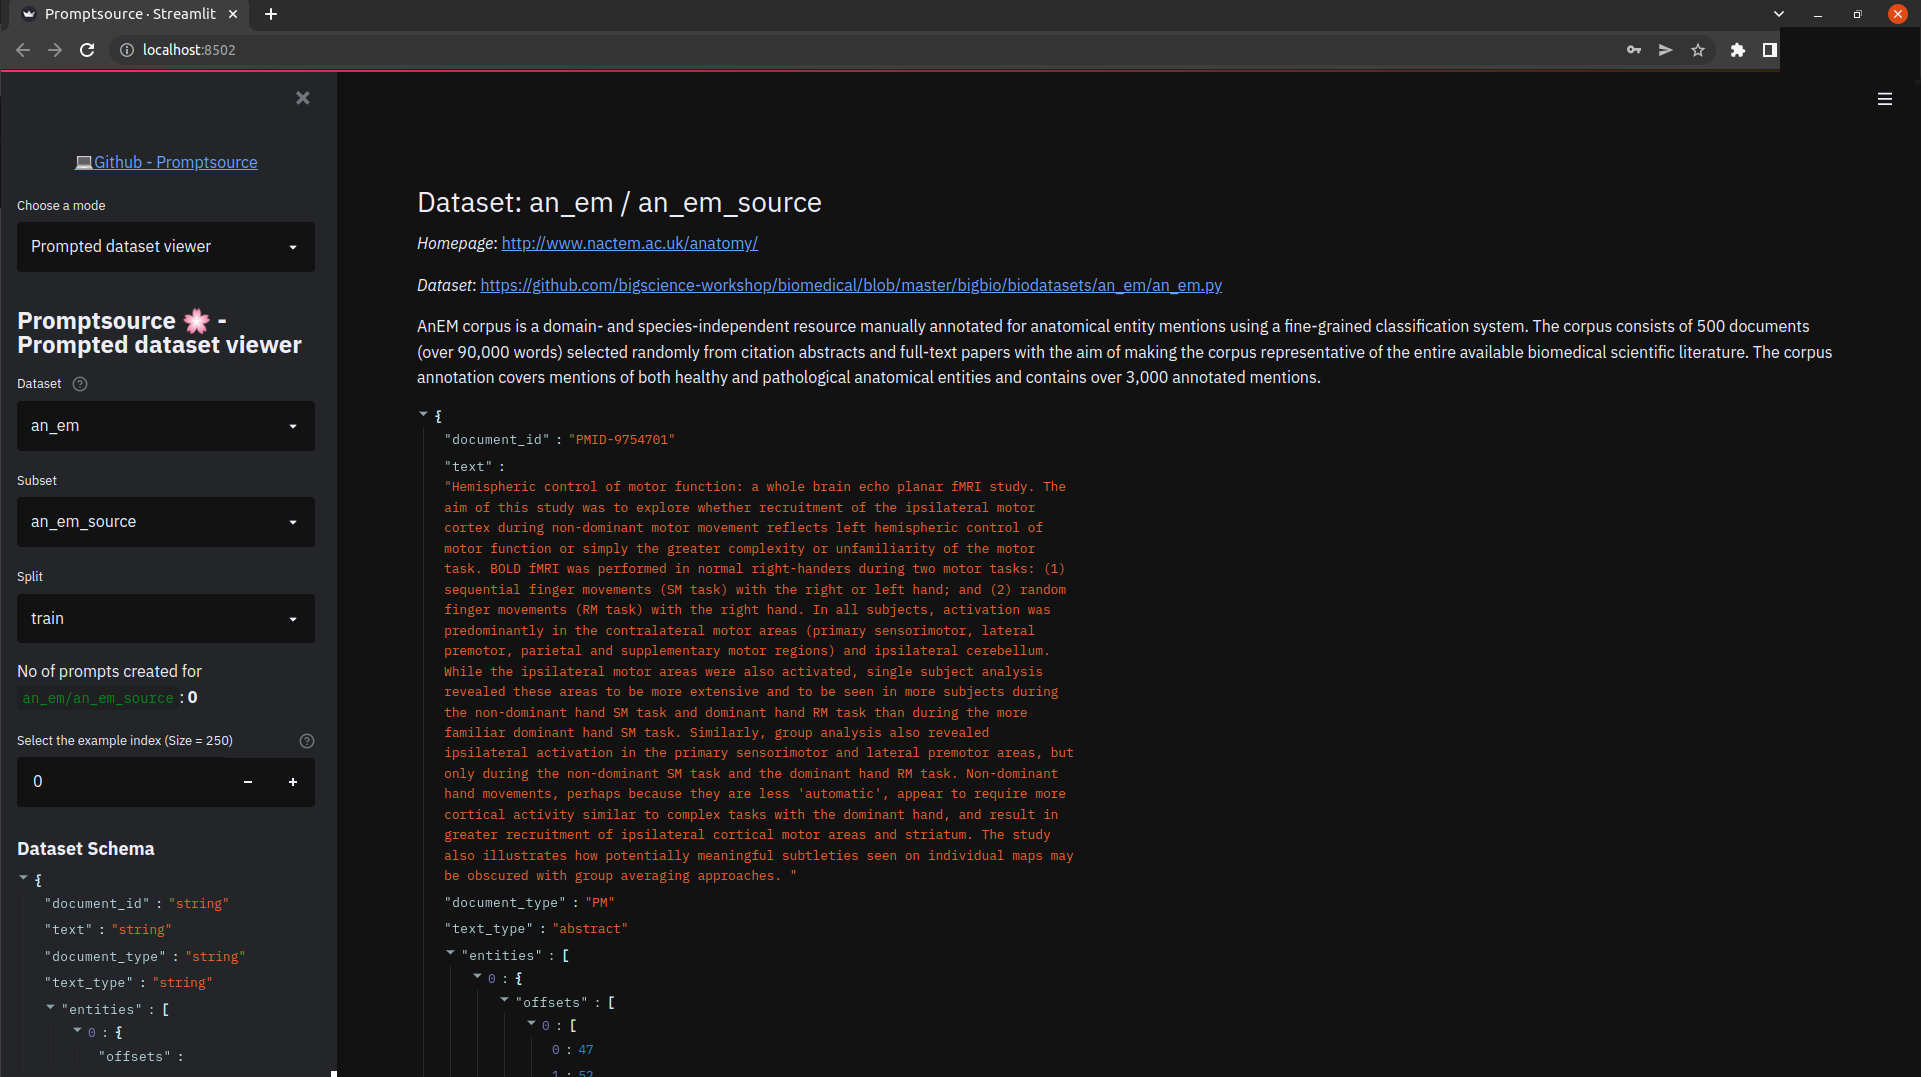 Promptsource · Streamlit
localhost:8502
Github - Promptsource
Choose a mode
Prompted dataset viewer
Promptsource 🌸 -
Prompted dataset viewer
Dataset
an_em
Subset
an_em_source
Split
train
No of prompts created for
an_em/an_em_source : 0
Select the example index (Size = 250)
0
Dataset Schema
{
"document_id" : "string"
"text" : "string"
"document_type" : "string"
"text_type" : "string"
"entities" : [
0 : {
"offsets" :
Dataset: an_em / an_em_source
Homepage: http://www.nactem.ac.uk/anatomy/
Dataset: https://github.com/bigscience-workshop/biomedical/blob/master/bigbio/biodatasets/an_em/an_em.py
AnEM corpus is a domain- and species-independent resource manually annotated for anatomical entity mentions using a fine-grained classification system. The corpus consists of 500 documents
(over 90,000 words) selected randomly from citation abstracts and full-text papers with the aim of making the corpus representative of the entire available biomedical scientific literature. The corpus
annotation covers mentions of both healthy and pathological anatomical entities and contains over 3,000 annotated mentions.
{
"document_id" : "PMID-9754701"
"text" :
"Hemispheric control of motor function: a whole brain echo planar fMRI study. The
aim of this study was to explore whether recruitment of the ipsilateral motor
cortex during non-dominant motor movement reflects left hemispheric control of
motor function or simply the greater complexity or unfamiliarity of the motor
task. BOLD fMRI was performed in normal right-handers during two motor tasks: (1)
sequential finger movements (SM task) with the right or left hand; and (2) random
finger movements (RM task) with the right hand. In all subjects, activation was
predominantly in the contralateral motor areas (primary sensorimotor, lateral
premotor, parietal and supplementary motor regions) and ipsilateral cerebellum.
While the ipsilateral motor areas were also activated, single subject analysis
revealed these areas to be more extensive and to be seen in more subjects during
the non-dominant hand SM task and dominant hand RM task than during the more
familiar dominant hand SM task. Similarly, group analysis also revealed
ipsilateral activation in the primary sensorimotor and lateral premotor areas, but
only during the non-dominant SM task and the dominant hand RM task. Non-dominant
hand movements, perhaps because they are less 'automatic', appear to require more
cortical activity similar to complex tasks with the dominant hand, and result in
greater recruitment of ipsilateral cortical motor areas and striatum. The study
also illustrates how potentially meaningful subtleties seen on individual maps may
be obscured with group averaging approaches. "
"document_type" : "PM"
"text_type" : "abstract"
"entities" : [
0 : {
"offsets" : [
0 : [
0 : 47
1 : 52